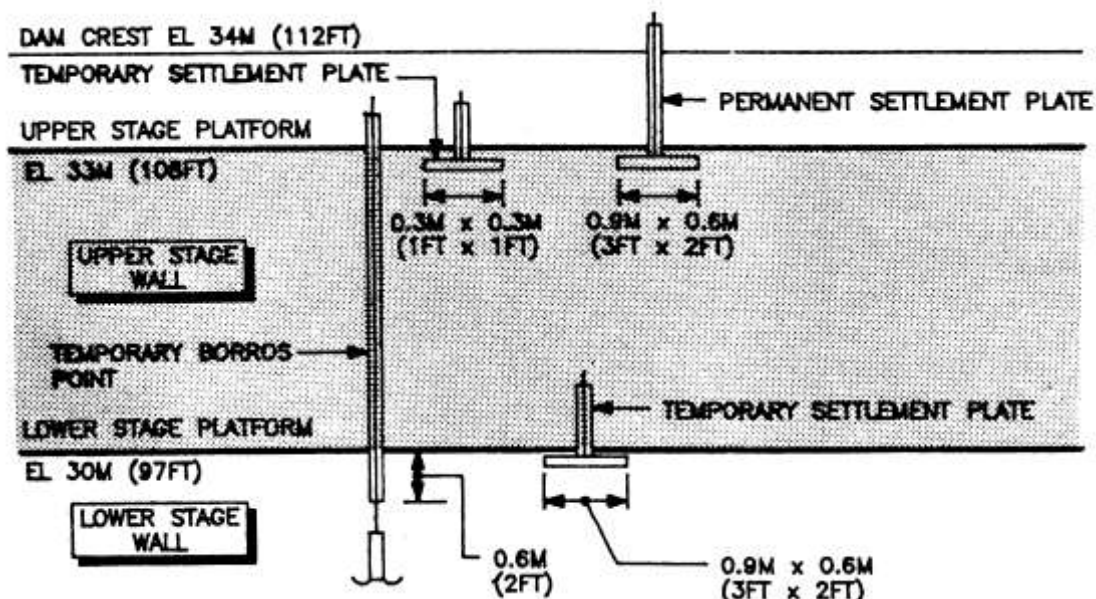 DAM CREST EL 34M (112FT)
TEMPORARY SETTLEMENT PLATE
PERMANENT SETTLEMENT PLATE
UPPER STAGE PLATFORM
EL 33M (108FT)
0.3M x 0.3M
(1FT x 1FT)
0.9M x 0.6M
(3FT x 2FT)
UPPER STAGE
WALL
TEMPORARY BORROS
POINT
TEMPORARY SETTLEMENT PLATE
LOWER STAGE PLATFORM
EL 30M (97FT)
LOWER STAGE
WALL
0.6M
(2FT)
0.9M x 0.6M
(3FT x 2FT)